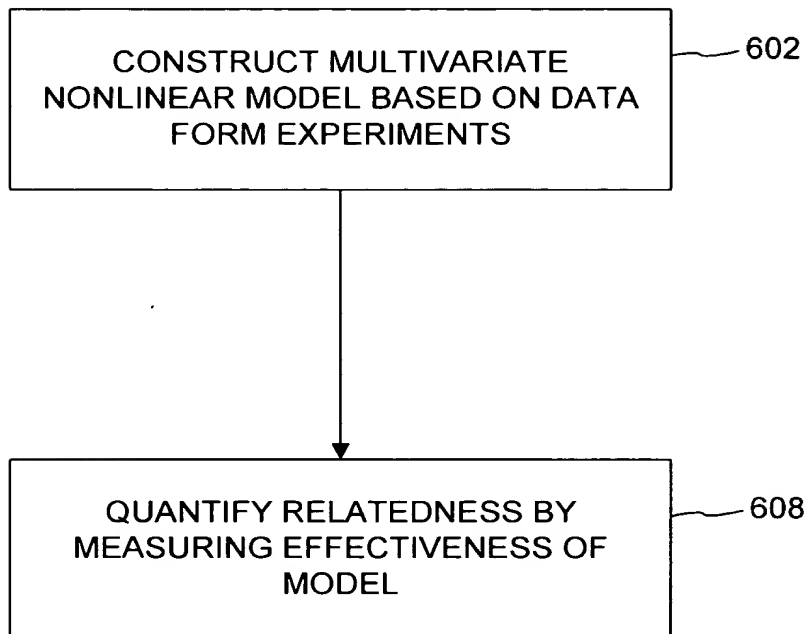 CONSTRUCT MULTIVARIATE
NONLINEAR MODEL BASED ON DATA
FORM EXPERIMENTS
602
QUANTIFY RELATEDNESS BY
MEASURING EFFECTIVENESS OF
MODEL
608